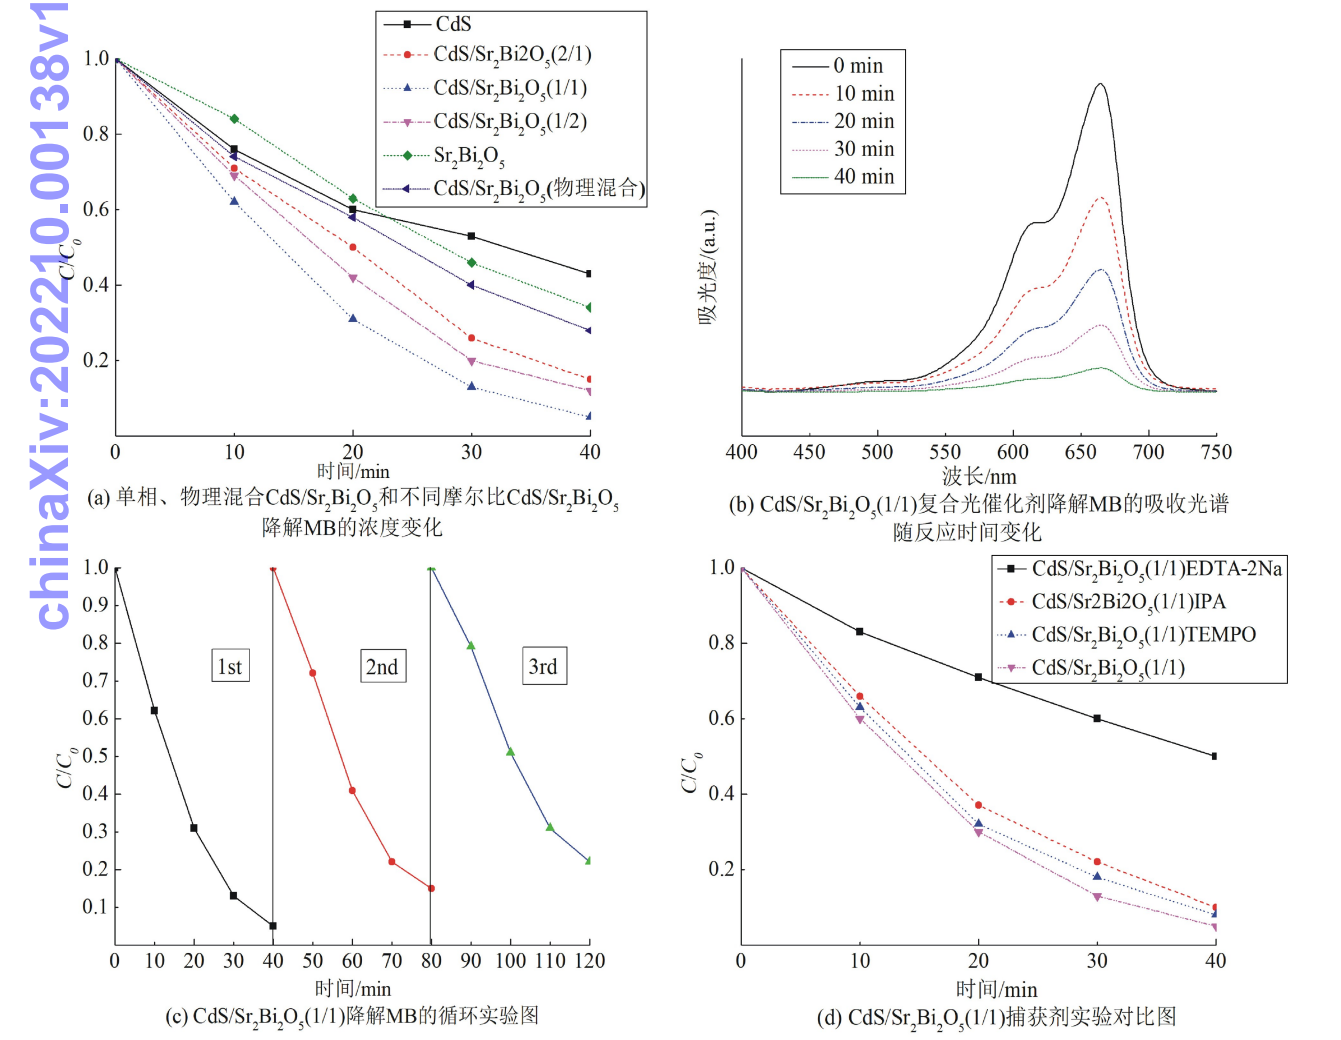 chinaXiv:202210.00138v1
CdS
CdS/Sr₂Bi2O₅(2/1)
CdS/Sr₂Bi₂O₅(1/1)
CdS/Sr₂Bi₂O₅(1/2)
Sr₂Bi₂O₅
CdS/Sr₂Bi₂O₅(物理混合)
1.0
0.8
0.6
0.4
0.2
C/C₀
0 10 20 30 40
时间/min
(a) 单相、物理混合CdS/Sr₂Bi₂O₅和不同摩尔比CdS/Sr₂Bi₂O₅
降解MB的浓度变化
0 min
10 min
20 min
30 min
40 min
吸光度/(a.u.)
400 450 500 550 600 650 700 750
波长/nm
(b) CdS/Sr₂Bi₂O₅(1/1)复合光催化剂降解MB的吸收光谱
随反应时间变化
1.0
0.9
0.8
0.7
0.6
0.5
0.4
0.3
0.2
0.1
C/C₀
1st 2nd 3rd
0 10 20 30 40 50 60 70 80 90 100 110 120
时间/min
(c) CdS/Sr₂Bi₂O₅(1/1)降解MB的循环实验图
CdS/Sr₂Bi₂O₅(1/1)EDTA-2Na
CdS/Sr2Bi2O₅(1/1)IPA
CdS/Sr₂Bi₂O₅(1/1)TEMPO
CdS/Sr₂Bi₂O₅(1/1)
1.0
0.8
0.6
0.4
0.2
C/C₀
0 10 20 30 40
时间/min
(d) CdS/Sr₂Bi₂O₅(1/1)捕获剂实验对比图